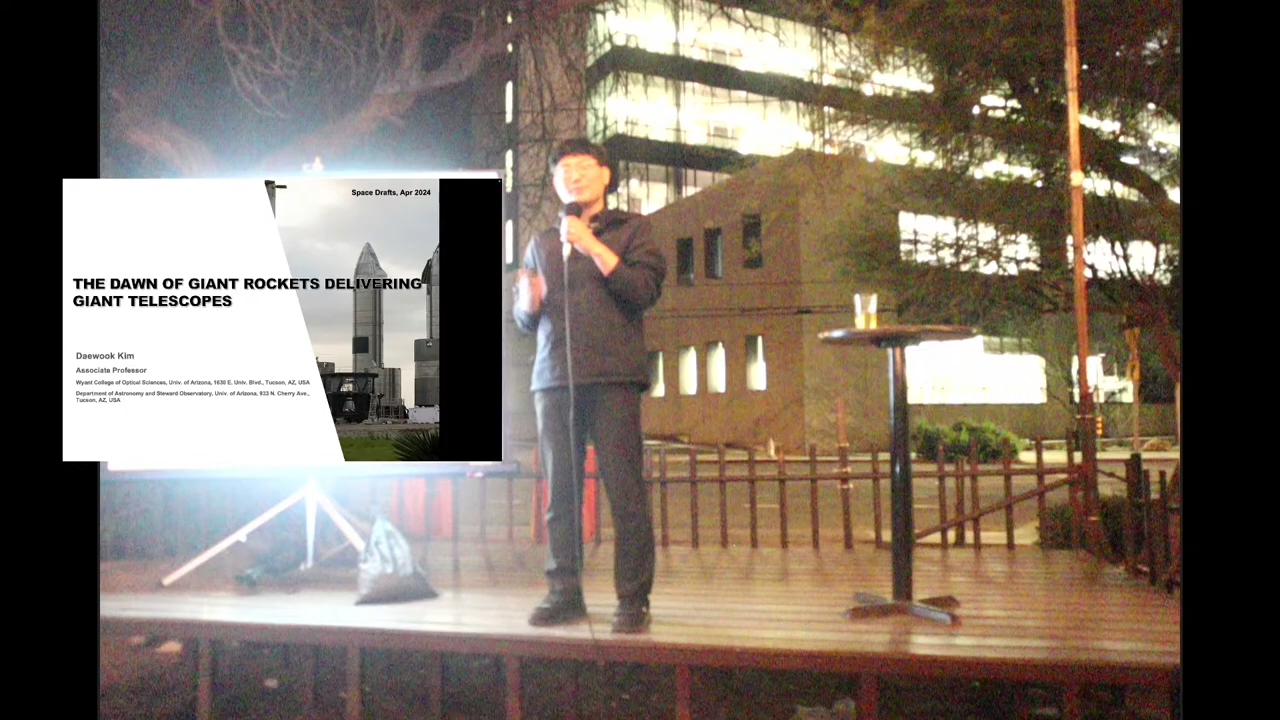 Space Drafts, Apr 2024
THE DAWN OF GIANT ROCKETS DELIVERING
GIANT TELESCOPES
Daewook Kim
Associate Professor
Wyant College of Optical Sciences, Univ. of Arizona, 1630 E. Univ. Blvd., Tucson, AZ, USA
Department of Astronomy and Steward Observatory, Univ. of Arizona, 933 N. Cherry Ave.,
Tucson, AZ, USA